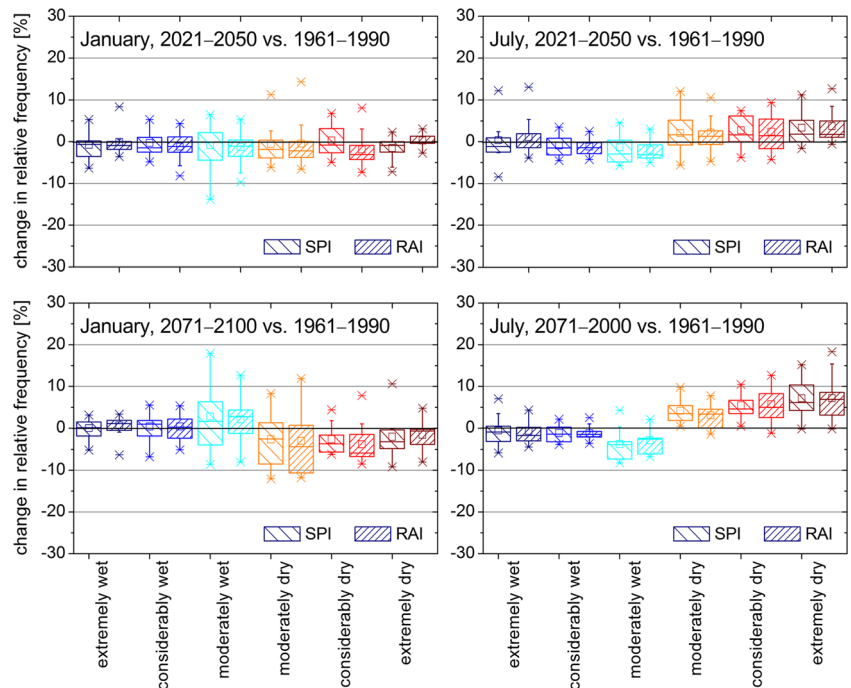 change in relative frequency [%]
30
20
10
0
-10
-20
-30
January, 2021–2050 vs. 1961–1990
SPI RAI
30
20
10
0
-10
-20
-30
July, 2021–2050 vs. 1961–1990
SPI RAI
change in relative frequency [%]
30
20
10
0
-10
-20
-30
January, 2071–2100 vs. 1961–1990
SPI RAI
extremely wet
considerably wet
moderately wet
moderately dry
considerably dry
extremely dry
30
20
10
0
-10
-20
-30
July, 2071–2000 vs. 1961–1990
SPI RAI
extremely wet
considerably wet
moderately wet
moderately dry
considerably dry
extremely dry